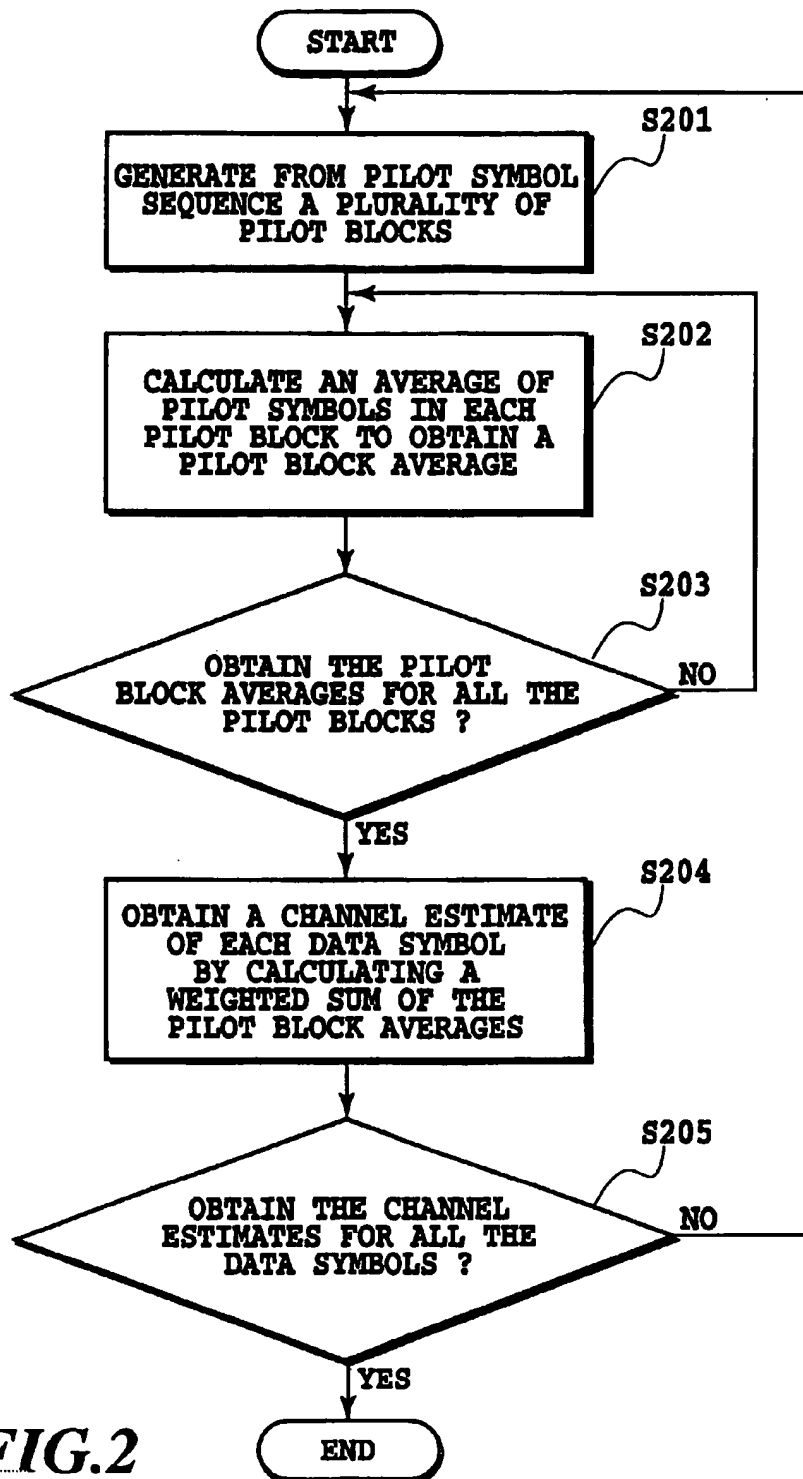 START
S201
GENERATE FROM PILOT SYMBOL
SEQUENCE A PLURALITY OF
PILOT BLOCKS
S202
CALCULATE AN AVERAGE OF
PILOT SYMBOLS IN EACH
PILOT BLOCK TO OBTAIN A
PILOT BLOCK AVERAGE
S203
OBTAIN THE PILOT
BLOCK AVERAGES FOR ALL THE
PILOT BLOCKS ?
NO
YES
S204
OBTAIN A CHANNEL ESTIMATE
OF EACH DATA SYMBOL
BY CALCULATING A
WEIGHTED SUM OF THE
PILOT BLOCK AVERAGES
S205
OBTAIN THE CHANNEL
ESTIMATES FOR ALL THE
DATA SYMBOLS ?
NO
YES
END
FIG.2